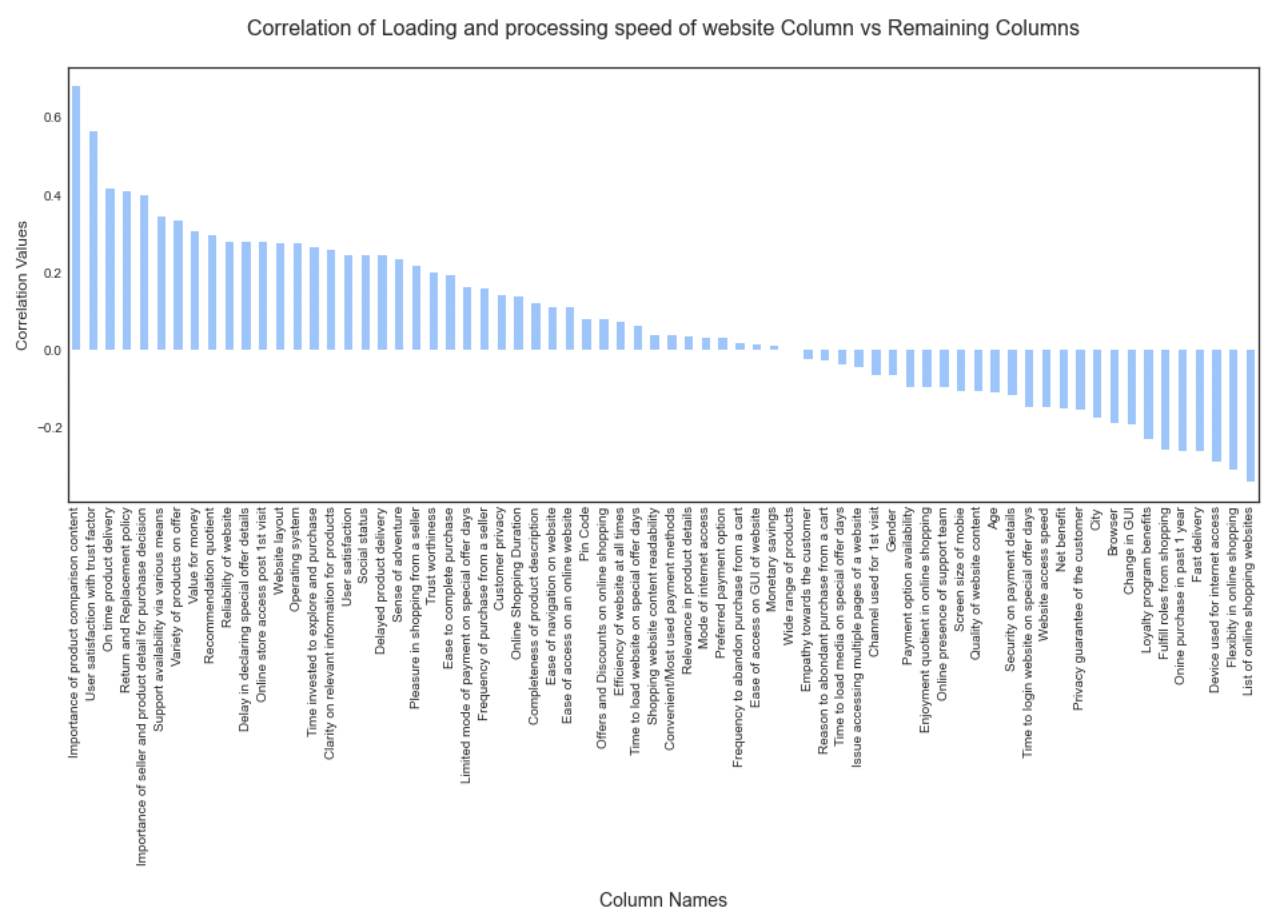 Correlation of Loading and processing speed of website Column vs Remaining Columns
Correlation Values
0.6
0.4
0.2
0.0
−0.2
Importance of product comparison content
User satisfaction with trust factor
On time product delivery
Return and Replacement policy
Importance of seller and product detail for purchase decision
Support availability via various means
Variety of products on offer
Value for money
Recommendation quotient
Reliability of website
Delay in declaring special offer details
Online store access post 1st visit
Website layout
Operating system
Time invested to explore and purchase
Clarity on relevant information for products
User satisfaction
Social status
Delayed product delivery
Sense of adventure
Pleasure in shopping from a seller
Trust worthiness
Ease to complete purchase
Limited mode of payment on special offer days
Frequency of purchase from a seller
Customer privacy
Online Shopping Duration
Completeness of product description
Ease of navigation on website
Ease of access on an online website
Pin Code
Offers and Discounts on online shopping
Efficiency of website at all times
Time to load website on special offer days
Shopping website content readability
Convenient/Most used payment methods
Relevance in product details
Mode of internet access
Preferred payment option
Frequency to abandon purchase from a cart
Ease of access on GUI of website
Monetary savings
Wide range of products
Empathy towards the customer
Reason to abondant purchase from a cart
Time to load media on special offer days
Issue accessing multiple pages of a website
Channel used for 1st visit
Gender
Payment option availability
Enjoyment quotient in online shopping
Online presence of support team
Screen size of mobie
Quality of website content
Age
Security on payment details
Time to login website on special offer days
Website access speed
Net benefit
Privacy guarantee of the customer
City
Browser
Change in GUI
Loyalty program benefits
Fulfill roles from shopping
Online purchase in past 1 year
Fast delivery
Device used for internet access
Flexibity in online shopping
List of online shopping websites
Column Names